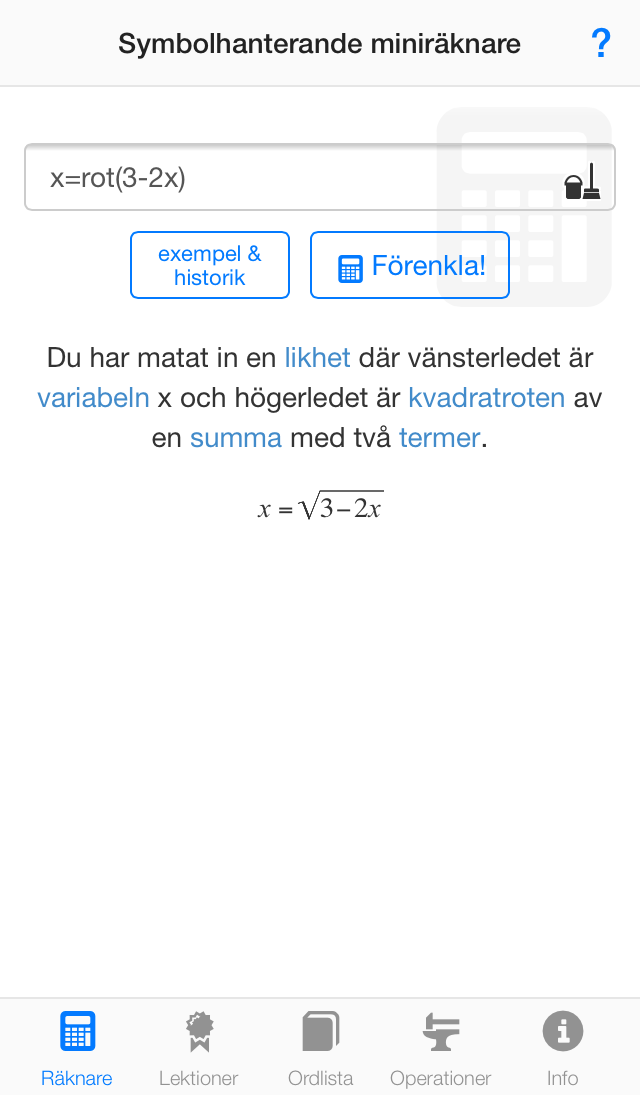 Symbolhanterande miniräknare ?
x=rot(3-2x)
exempel &
historik
Förenkla!
Du har matat in en likhet där vänsterledet är
variabeln x och högerledet är kvadratroten av
en summa med två termer.
x = √3−2x
Räknare Lektioner Ordlista Operationer Info